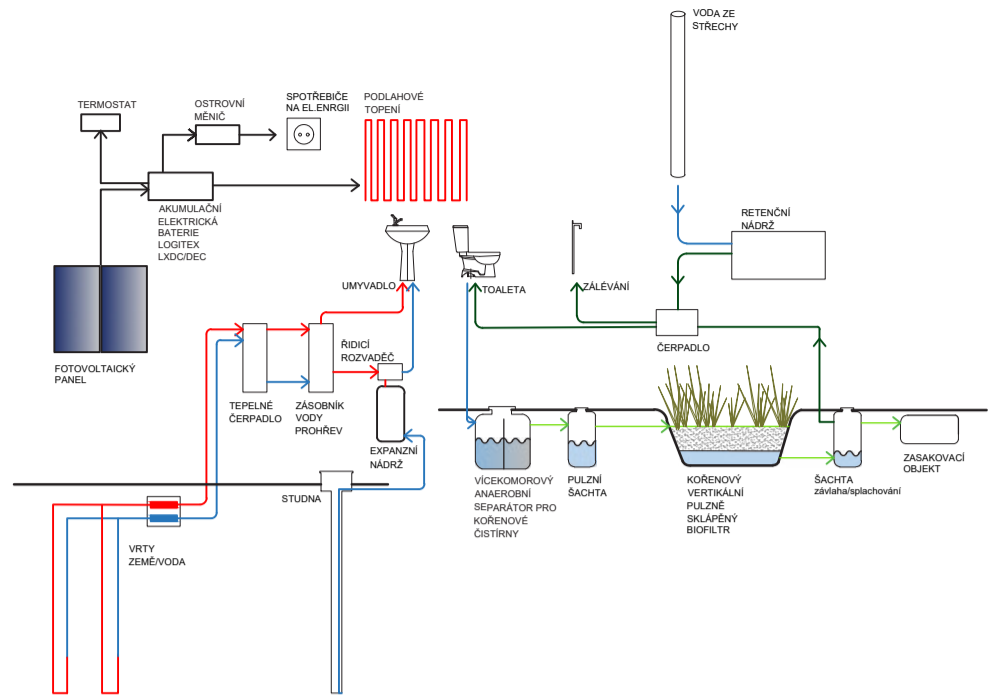 VODA ZE
STŘECHY
TERMOSTAT
OSTROVNÍ
MĚNIČ
SPOTŘEBIČE
NA EL.ENRGII
PODLAHOVÉ
TOPENÍ
AKUMULAČNÍ
ELEKTRICKÁ
BATERIE
LOGITEX
LXDC/DEC
RETENČNÍ
NÁDRŽ
UMYVADLO
TOALETA
ZÁLÉVÁNÍ
ČERPADLO
FOTOVOLTAICKÝ
PANEL
ŘIDICÍ
ROZVADĚČ
TEPELNÉ
ČERPADLO
ZÁSOBNÍK
VODY
PROHŘEV
EXPANZNÍ
NÁDRŽ
STUDNA
VRTY
ZEMĚ/VODA
VÍCEKOMOROVÝ
ANAEROBNÍ
SEPARÁTOR PRO
KOŘENOVÉ
ČISTÍRNY
PULZNÍ
ŠACHTA
KOŘENOVÝ
VERTIKÁLNÍ
PULZNĚ
SKLÁPĚNÝ
BIOFILTR
ŠACHTA
závlaha/splachování
ZASAKOVACÍ
OBJEKT